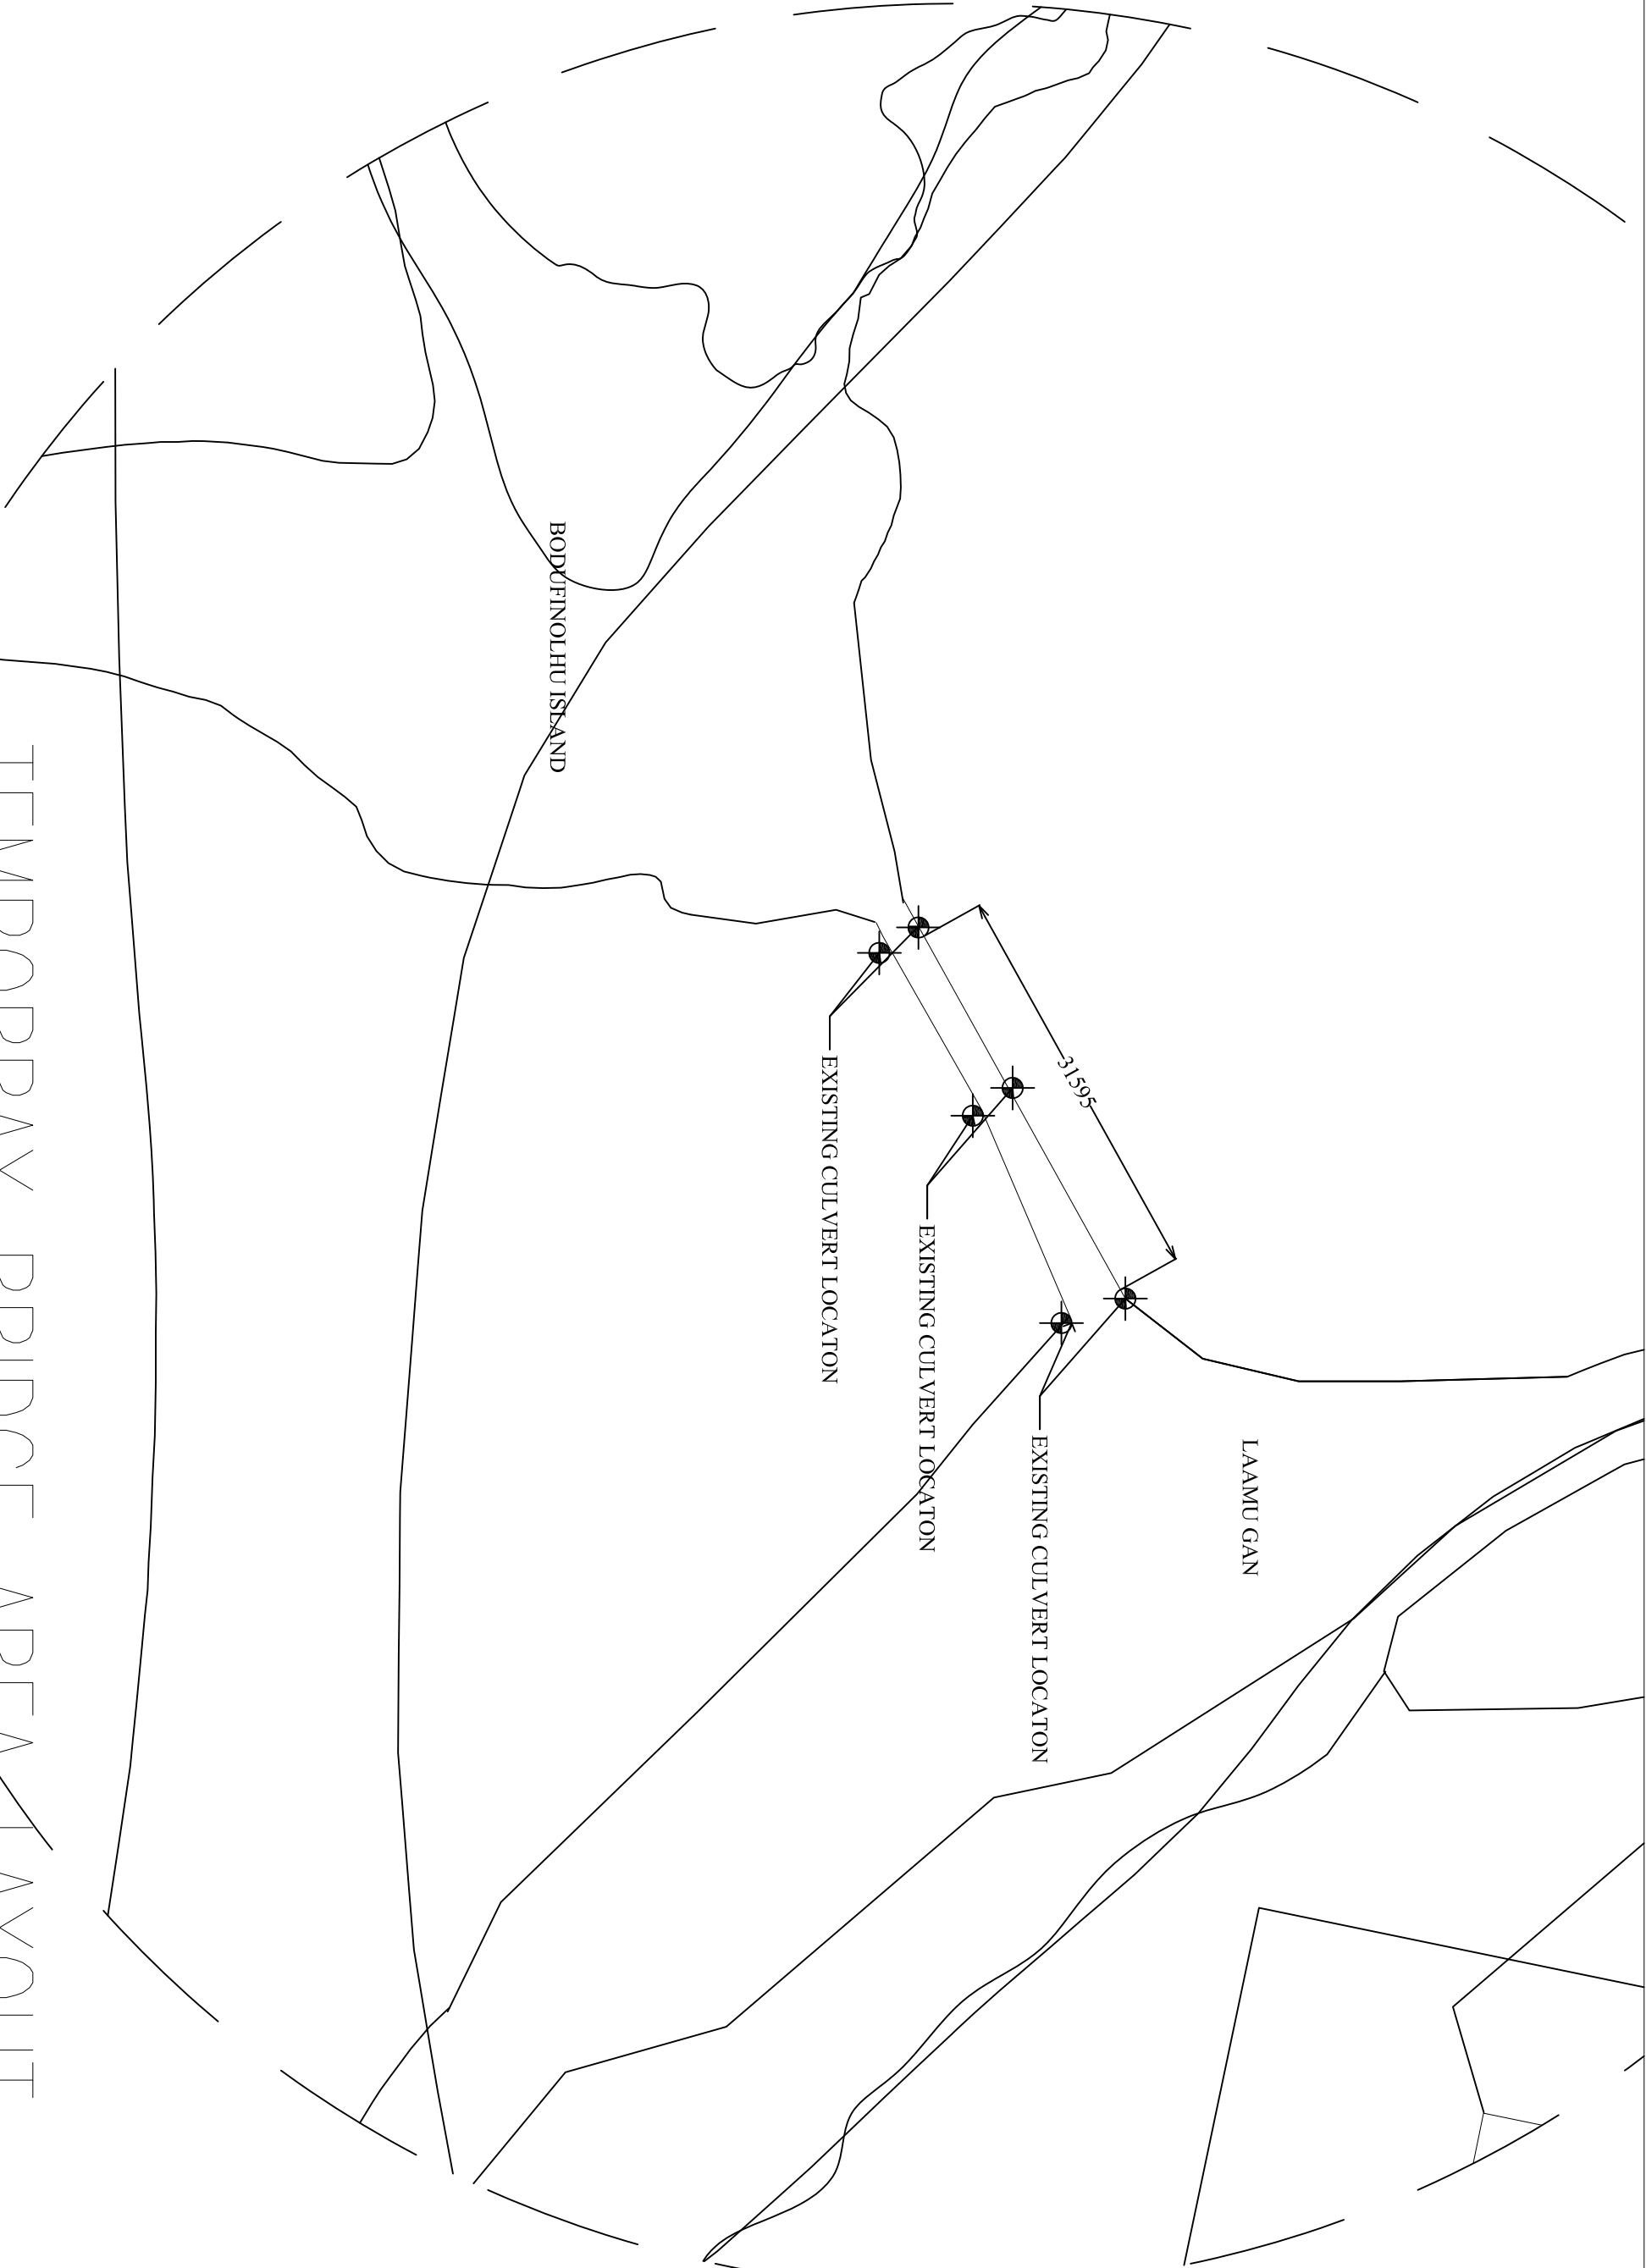 LAAMU GAN
31595
EXISTING CULVERT LOCATON
EXISTING CULVERT LOCATON
EXISTING CULVERT LOCATON
BODUFINOLHU ISLAND
TEMPORRAY BRIDGE AREA LAYOUT